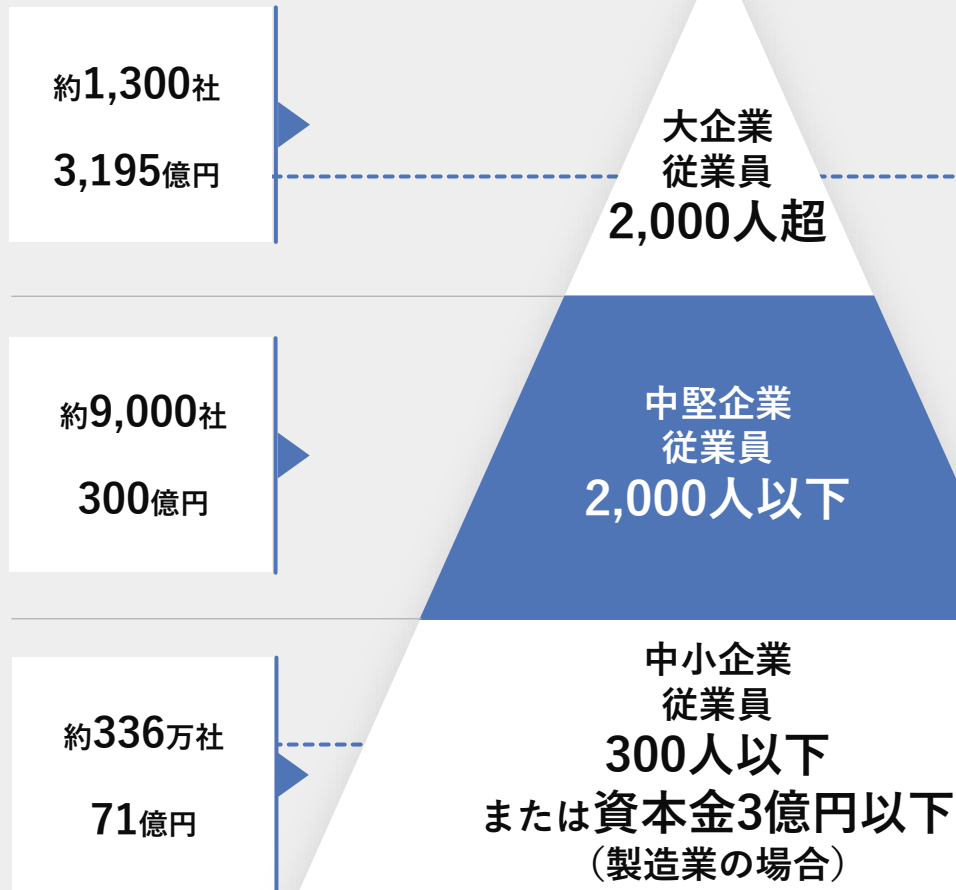 約1,300社
3,195億円
大企業
従業員
2,000人超
約9,000社
300億円
中堅企業
従業員
2,000人以下
約336万社
71億円
中小企業
従業員
300人以下
または資本金3億円以下
（製造業の場合）